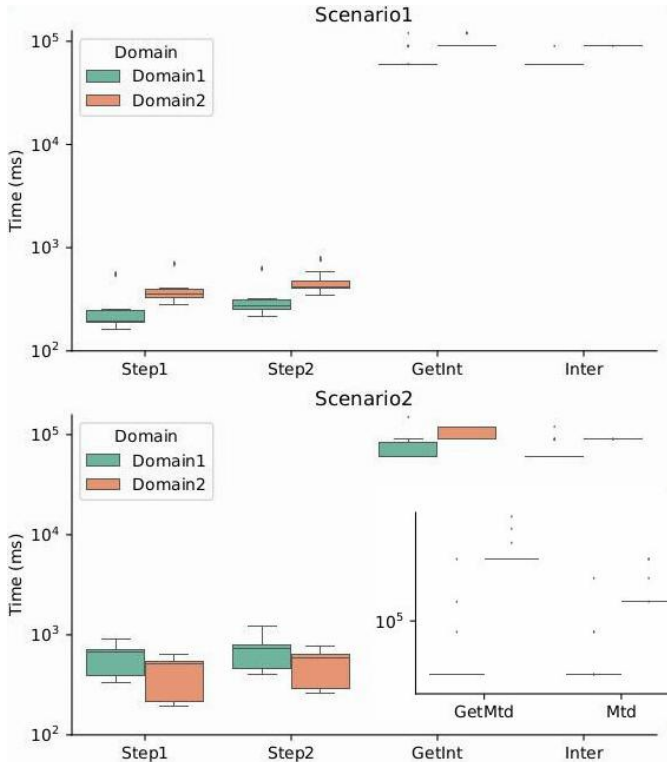 Scenario1
10^5
Domain
Domain1
Domain2
10^4
Time (ms)
10^3
10^2
Step1 Step2 GetInt Inter
Scenario2
10^5
Domain
Domain1
Domain2
10^4
Time (ms)
10^5
10^3
GetMtd Mtd
10^2
Step1 Step2 GetInt Inter